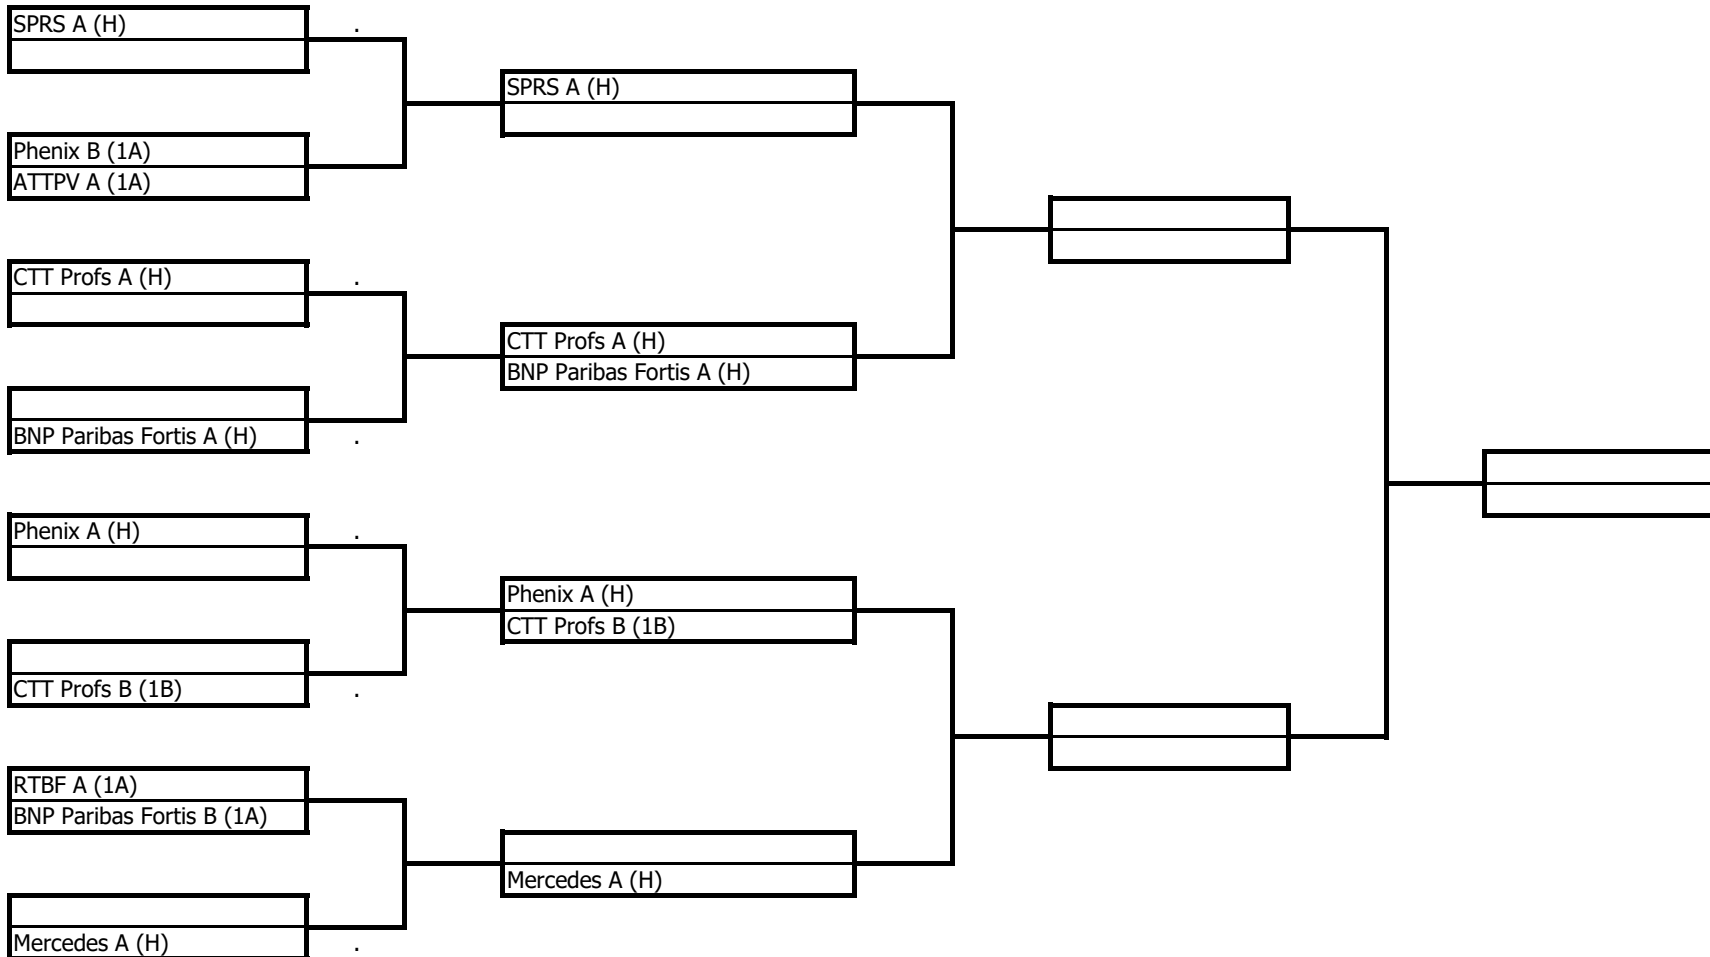 SPRS A (H)
.
SPRS A (H)
Phenix B (1A)
ATTPV A (1A)
CTT Profs A (H)
.
CTT Profs A (H)
BNP Paribas Fortis A (H)
BNP Paribas Fortis A (H)
.
Phenix A (H)
.
Phenix A (H)
CTT Profs B (1B)
CTT Profs B (1B)
.
RTBF A (1A)
BNP Paribas Fortis B (1A)
Mercedes A (H)
Mercedes A (H)
.